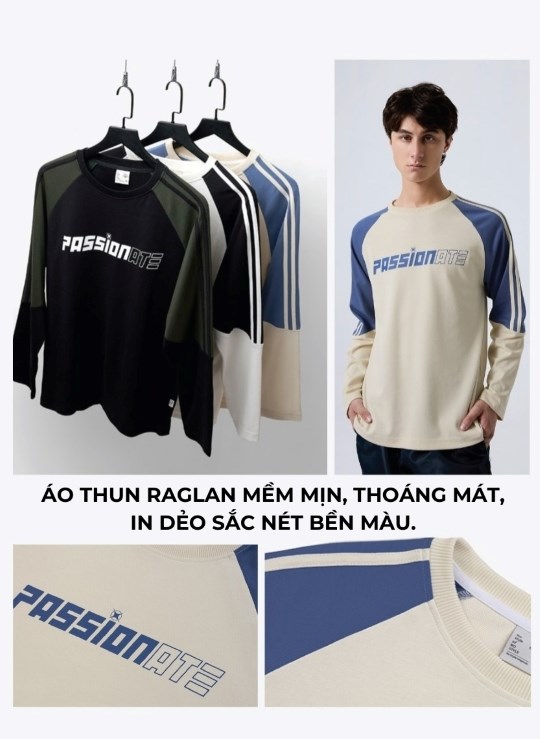 PASSIONATE
PASSIONATE
ÁO THUN RAGLAN MỀM MỊN, THOÁNG MÁT,
IN DẺO SẮC NÉT BỀN MÀU.
PASSIONATE